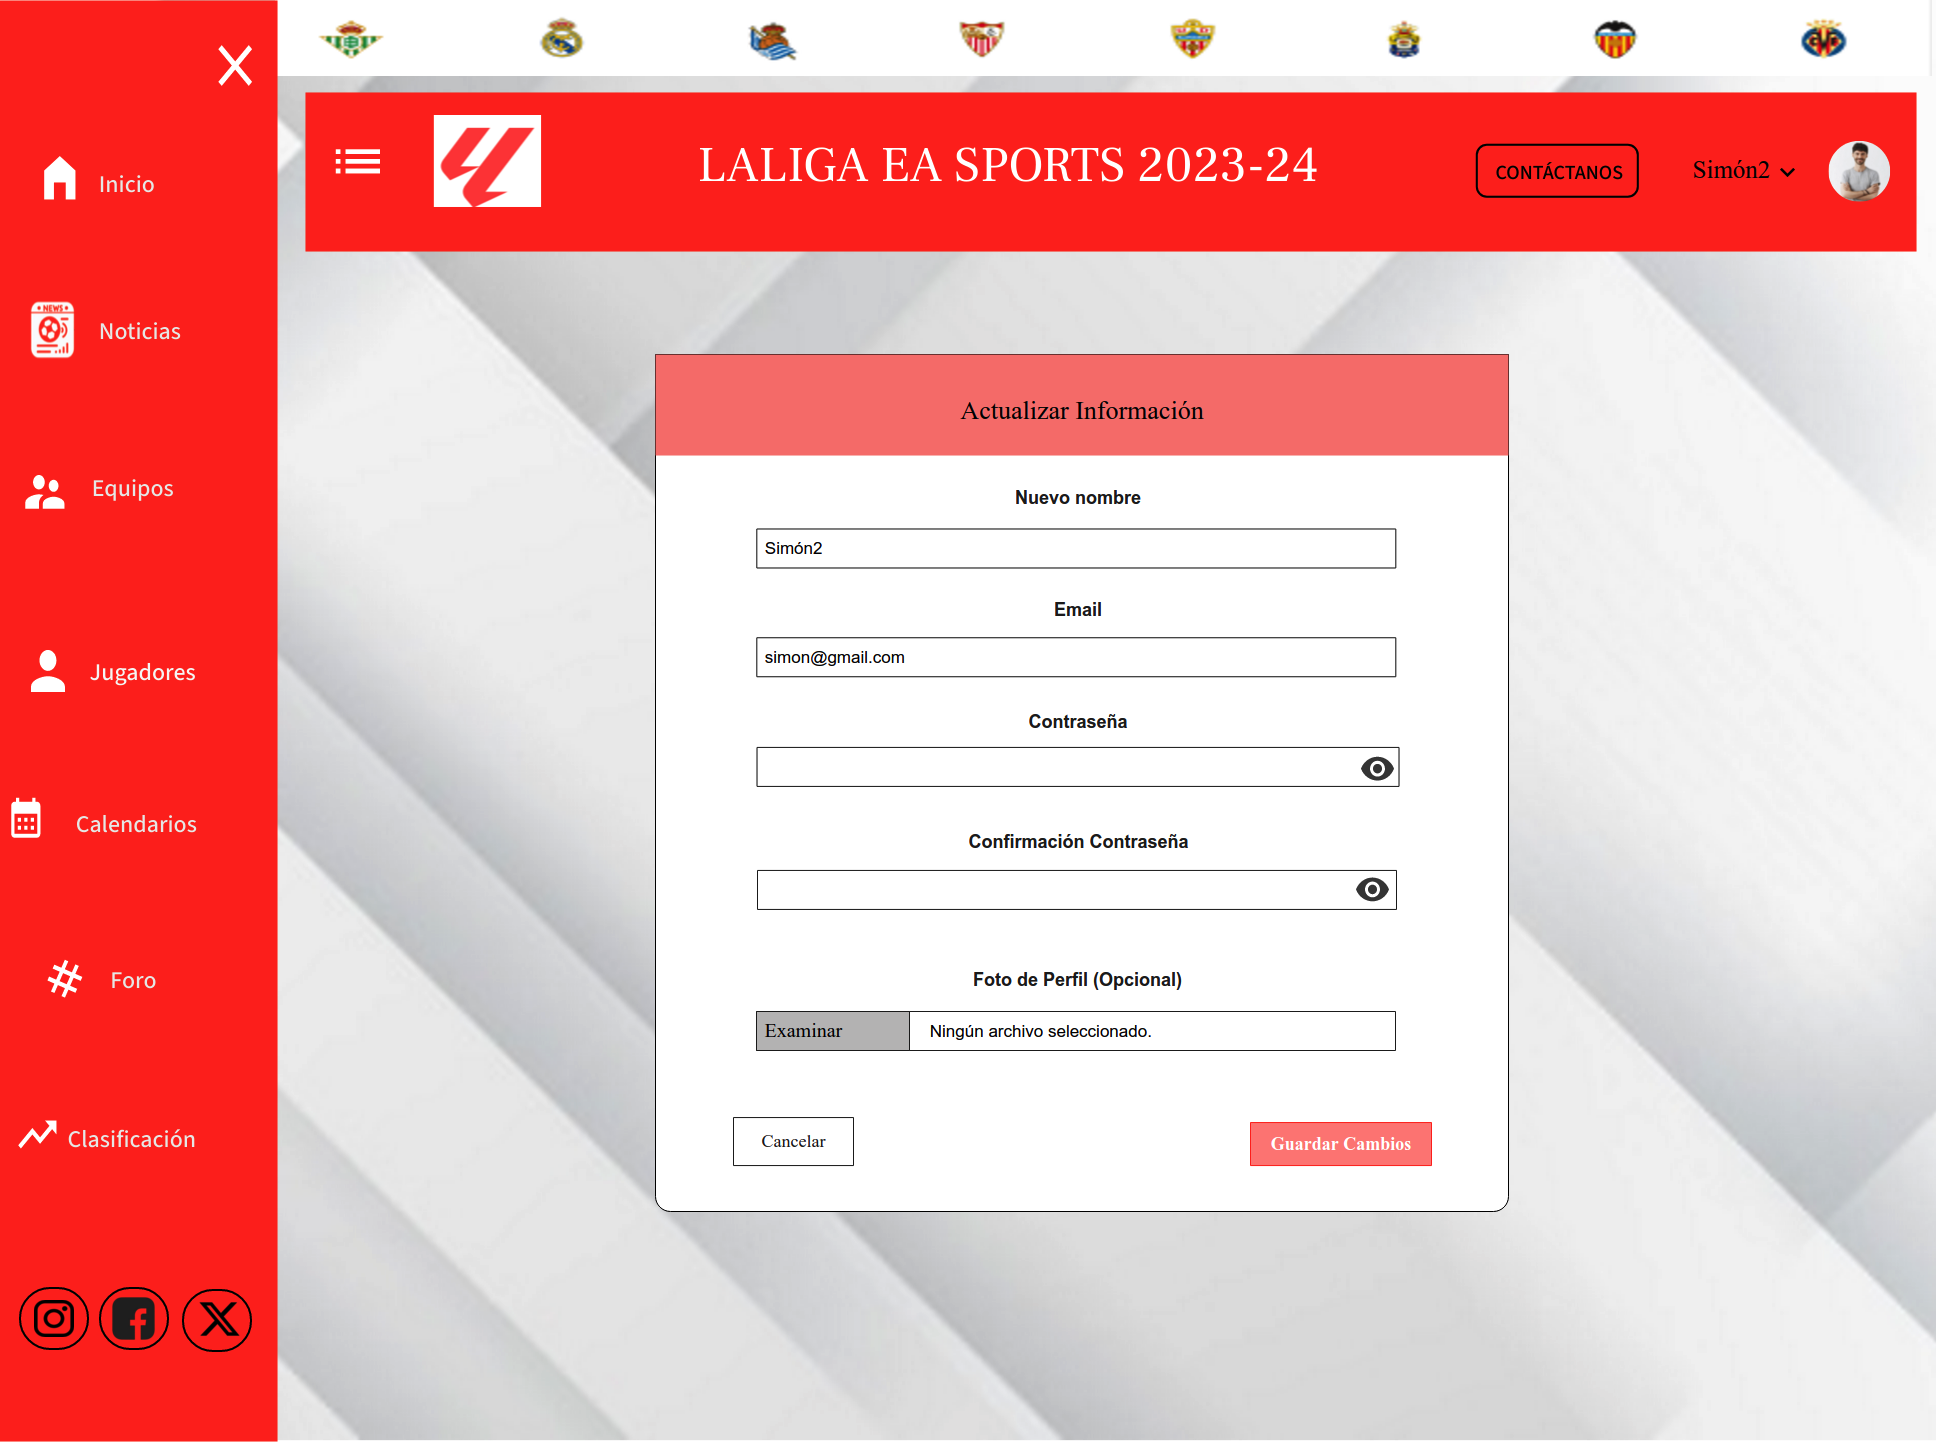 LALIGA EA SPORTS 2023-24
CONTÁCTANOS
Simón2
Inicio
NEWS
Noticias
Equipos
Jugadores
Calendarios
Foro
Clasificación
Actualizar Información
Nuevo nombre
Simón2
Email
simon@gmail.com
Contraseña
Confirmación Contraseña
Foto de Perfil (Opcional)
Examinar
Ningún archivo seleccionado.
Cancelar
Guardar Cambios